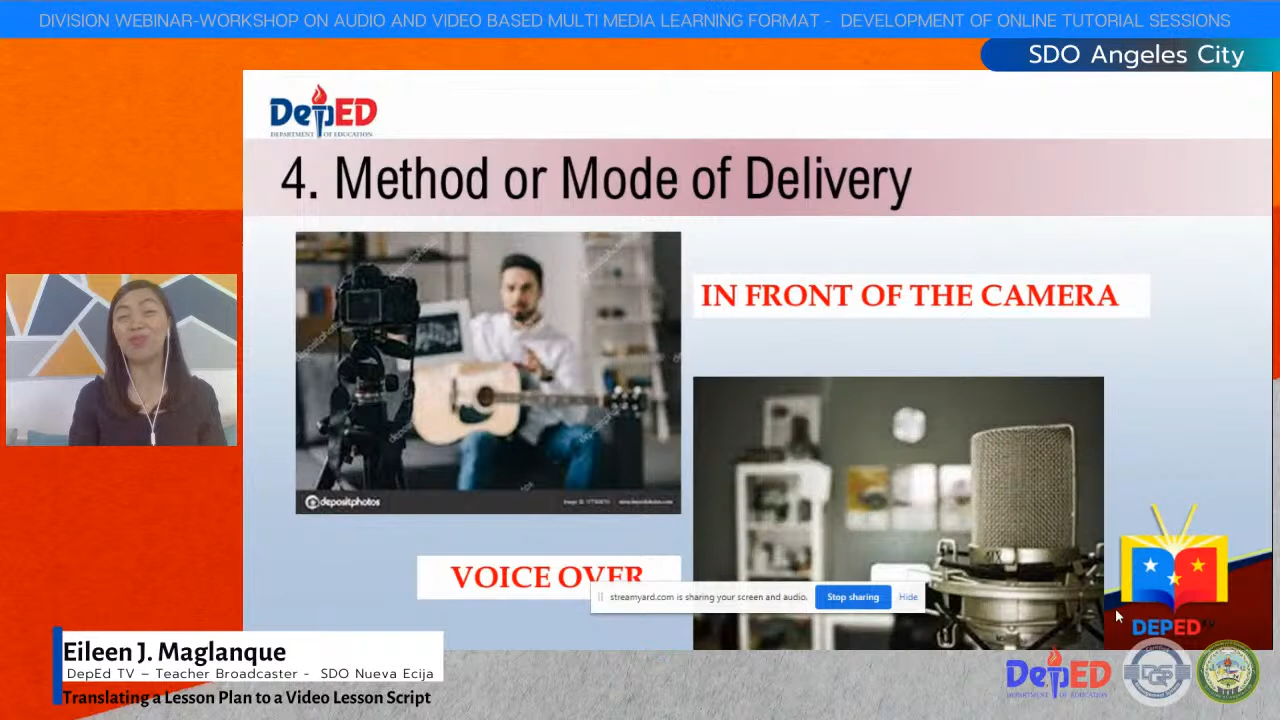 DIVISION WEBINAR-WORKSHOP ON AUDIO AND VIDEO BASED MULTI MEDIA LEARNING FORMAT - DEVELOPMENT OF ONLINE TUTORIAL SESSIONS
SDO Angeles City
DepED
DEPARTMENT OF EDUCATION
4. Method or Mode of Delivery
IN FRONT OF THE CAMERA
depositphotos
VOICE OVER
streamyard.com is sharing your screen and audio.
Stop sharing
Hide
DEPED
Eileen J. Maglanque
DepEd TV – Teacher Broadcaster - SDO Nueva Ecija
Translating a Lesson Plan to a Video Lesson Script
DepED
DEPARTMENT OF EDUCATION